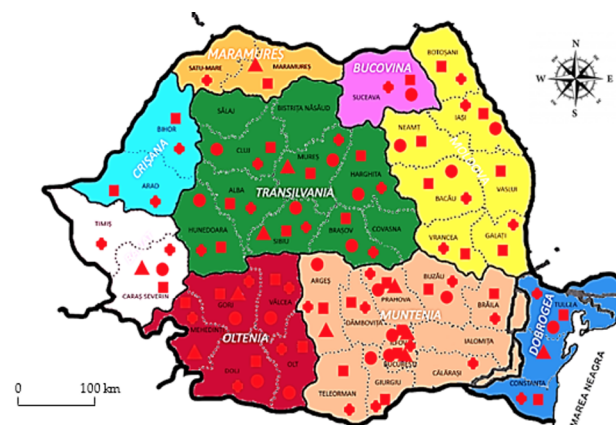 MARAMUREȘ
SATU-MARE
MARAMUREȘ
BUCOVINA
SUCEAVA
BOTOȘANI
IAȘI
N
W E
S
CRIȘANA
BIHOR
ARAD
SĂLAJ
BISTRIȚA NĂSĂUD
CLUJ
MUREȘ
HARGHITA
ALBA
TRANSILVANIA
HUNEDOARA
SIBIU
BRAȘOV
COVASNA
NEAMȚ
BACĂU
VASLUI
VRANCEA
GALAȚI
TIMIȘ
CARAȘ SEVERIN
GORJ
VÂLCEA
MEHEDINȚI
OLTENIA
DOLJ
OLT
ARGEȘ
PRAHOVA
BUZĂU
DÂMBOVIȚA
MUNTENIA
BRĂILA
IALOMIȚA
BUCUREȘTI
CĂLĂRAȘI
TELEORMAN
GIURGIU
DOBROGEA
TULCEA
CONSTANȚA
MAREA NEAGRA
0 100 km